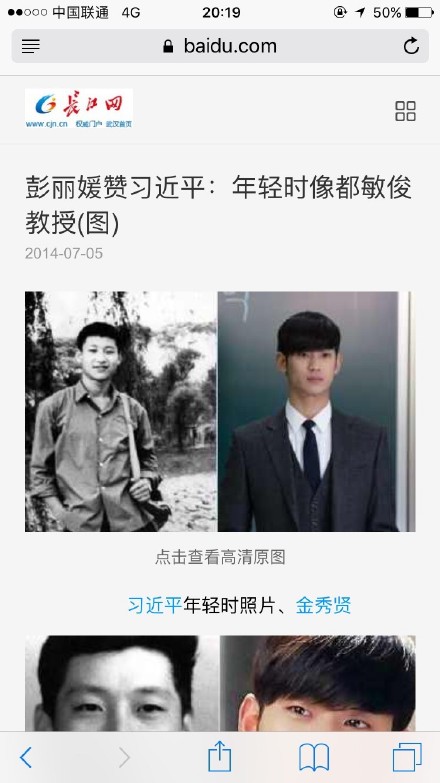 中国联通 4G 20:19 50%
baidu.com
长江网
www.cjn.cn 权威门户 武汉首页
彭丽媛赞习近平：年轻时像都敏俊
教授(图)
2014-07-05
点击查看高清原图
习近平年轻时照片、金秀贤